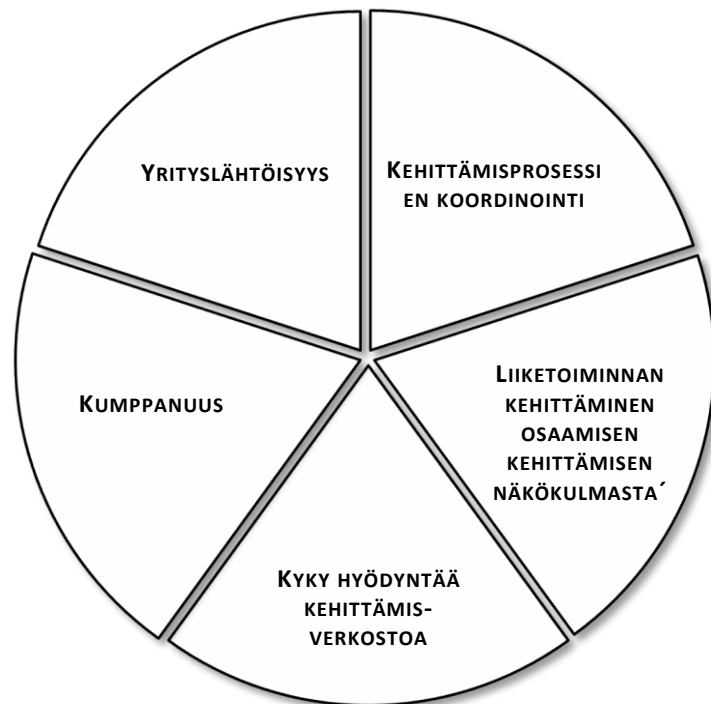 YRITYSLÄHTÖISYYS
KEHITTÄMISPROSESSI
EN KOORDINOINTI
LIIKETOIMINNAN
KEHITTÄMINEN
OSAAMISEN
KEHITTÄMISEN
NÄKÖKULMASTA´
KYKY HYÖDYNTÄÄ
KEHITTÄMIS-
VERKOSTOA
KUMPPANUUS